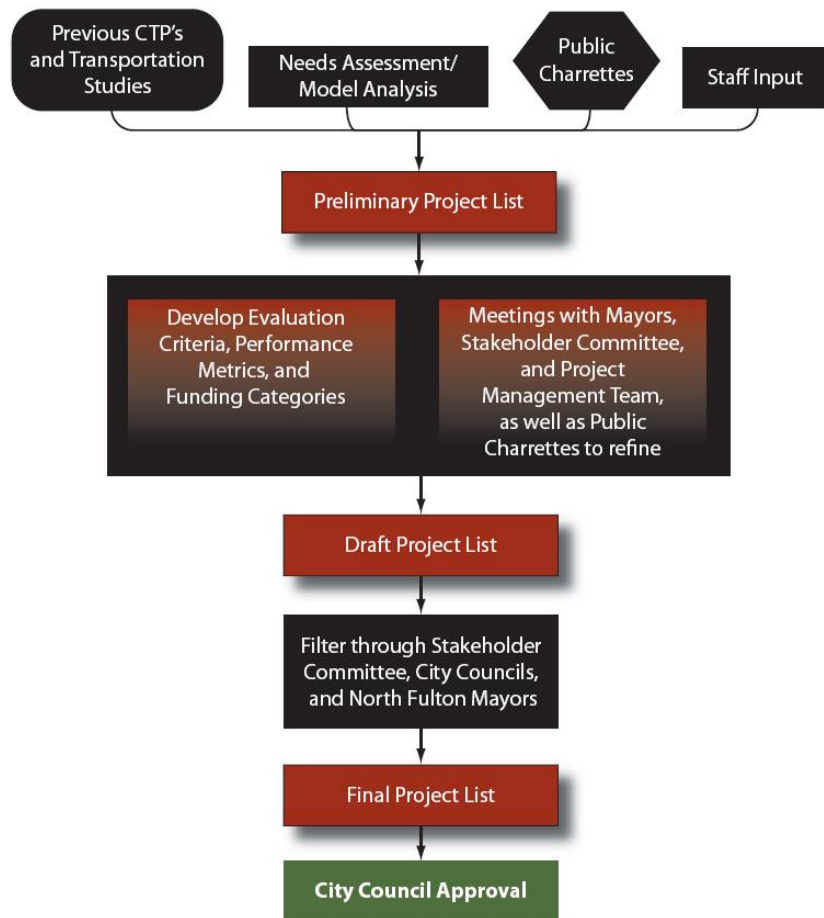 Previous CTP's
and Transportation
Studies
Needs Assessment/
Model Analysis
Public
Charrettes
Staff Input
Preliminary Project List
Develop Evaluation
Criteria, Performance
Metrics, and
Funding Categories
Meetings with Mayors,
Stakeholder Committee,
and Project
Management Team,
as well as Public
Charrettes to refine
Draft Project List
Filter through Stakeholder
Committee, City Councils,
and North Fulton Mayors
Final Project List
City Council Approval